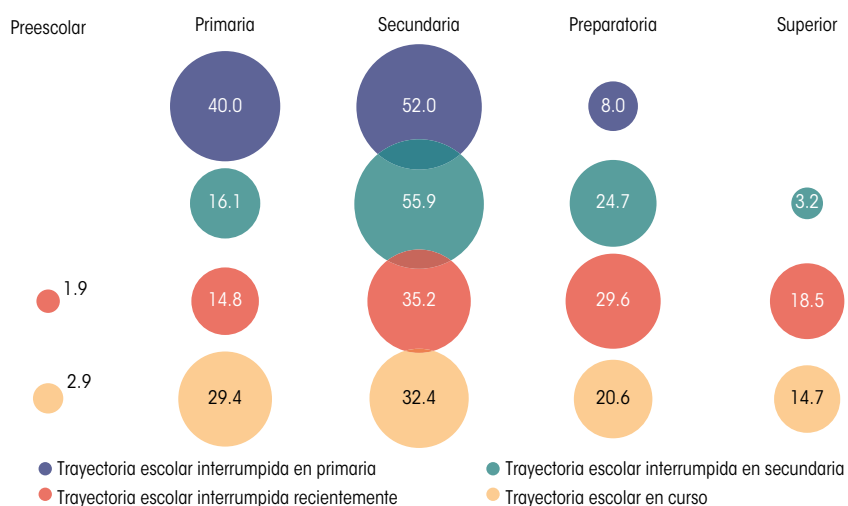 Preescolar Primaria Secundaria Preparatoria Superior
40.0 52.0 8.0
16.1 55.9 24.7 3.2
1.9 14.8 35.2 29.6 18.5
2.9 29.4 32.4 20.6 14.7
Trayectoria escolar interrumpida en primaria Trayectoria escolar interrumpida en secundaria
Trayectoria escolar interrumpida recientemente Trayectoria escolar en curso